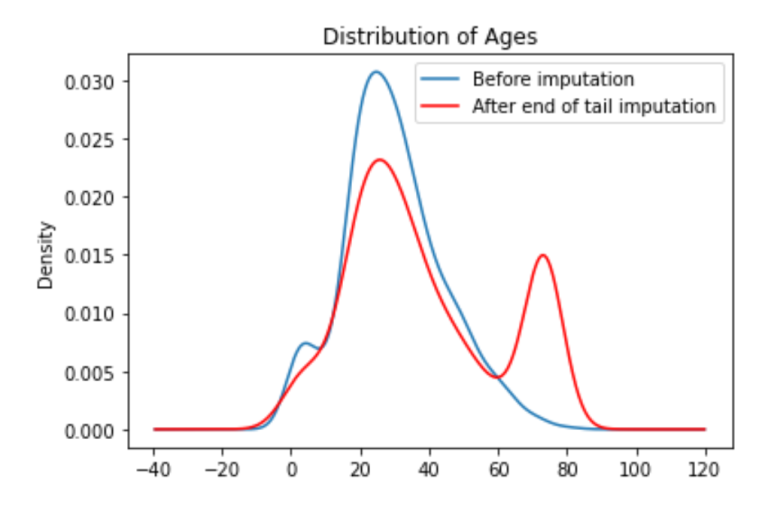 Distribution of Ages
Before imputation
After end of tail imputation
Density
0.030
0.025
0.020
0.015
0.010
0.005
0.000
−40 −20 0 20 40 60 80 100 120